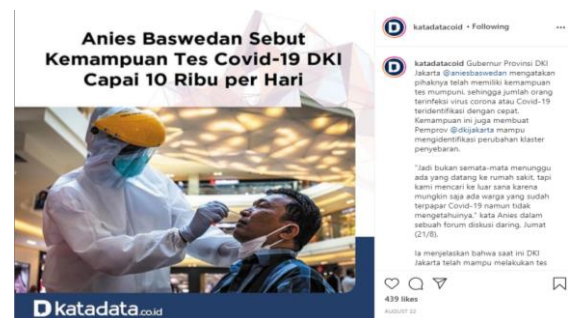 Anies Baswedan Sebut
Kemampuan Tes Covid-19 DKI
Capai 10 Ribu per Hari
katadata.co.id
katadatacoid • Following
katadatacoid Gubernur Provinsi DKI
Jakarta @aniesbaswedan mengatakan
pihaknya telah memiliki kemampuan
tes mumpuni, sehingga jumlah orang
terinfeksi virus corona atau Covid-19
teridentifikasi dengan cepat.
Kemampuan ini juga membuat
Pemprov @dkijakarta mampu
mengidentifikasi perubahan klaster
penyebaran.
"Jadi bukan semata-mata menunggu
ada yang datang ke rumah sakit, tapi
kami mencari ke luar sana karena
mungkin saja ada warga yang sudah
terpapar Covid-19 namun tidak
mengetahuinya," kata Anies dalam
sebuah forum diskusi daring, Jumat
(21/8).
Ia menjelaskan bahwa saat ini DKI
Jakarta telah mampu melakukan tes
439 likes
AUGUST 22